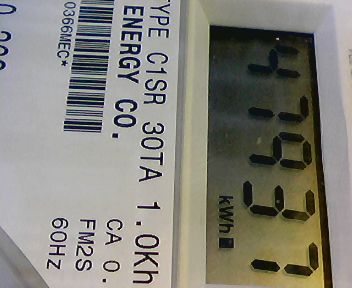 kWh
TYPE C1SR 30TA 1.0Kh
ENERGY CO.
CA 0.
FM2S
60HZ
0366MEC*